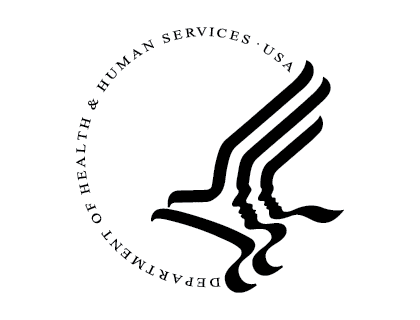 DEPARTMENT OF HEALTH & HUMAN SERVICES · USA